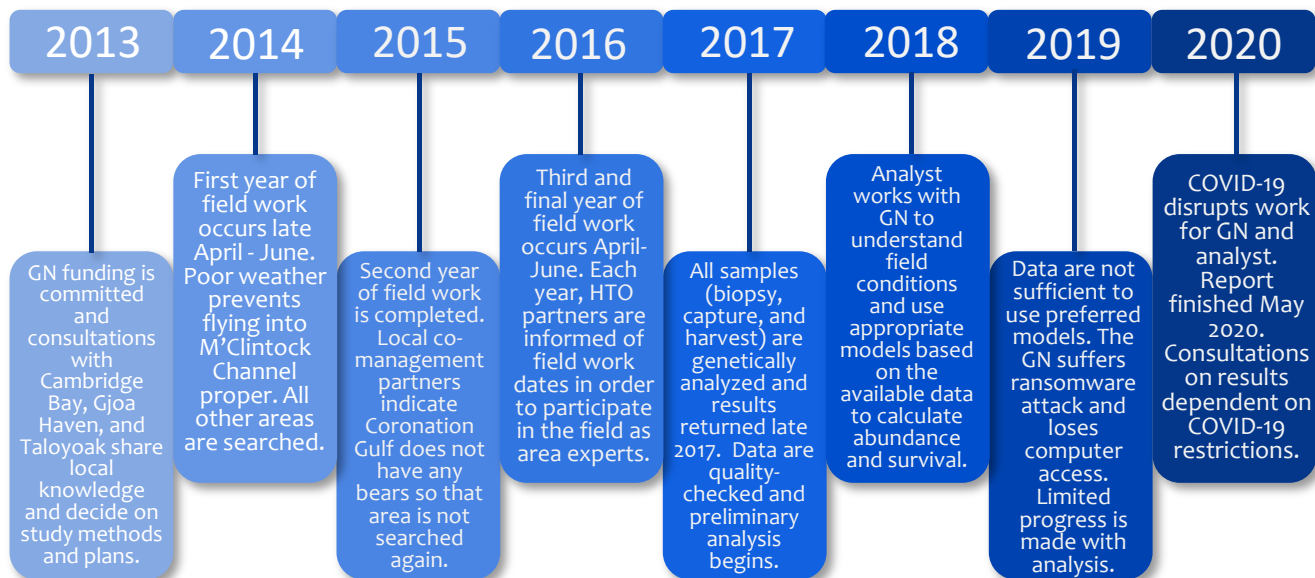 2013
2014
2015
2016
2017
2018
2019
2020
GN funding is
committed
and
consultations
with
Cambridge
Bay, Gjoa
Haven, and
Taloyoak share
local
knowledge
and decide on
study methods
and plans.
First year of
field work
occurs late
April - June.
Poor weather
prevents
flying into
M’Clintock
Channel
proper. All
other areas
are searched.
Second year
of field work
is completed.
Local co-
management
partners
indicate
Coronation
Gulf does not
have any
bears so that
area is not
searched
again.
Third and
final year of
field work
occurs April-
June. Each
year, HTO
partners are
informed of
field work
dates in order
to participate
in the field as
area experts.
All samples
(biopsy,
capture, and
harvest) are
genetically
analyzed and
results
returned late
2017. Data are
quality-
checked and
preliminary
analysis
begins.
Analyst
works with
GN to
understand
field
conditions
and use
appropriate
models based
on the
available data
to calculate
abundance
and survival.
Data are not
sufficient to
use preferred
models. The
GN suffers
ransomware
attack and
loses
computer
access.
Limited
progress is
made with
analysis.
COVID-19
disrupts work
for GN and
analyst.
Report
finished May
2020.
Consultations
on results
dependent on
COVID-19
restrictions.